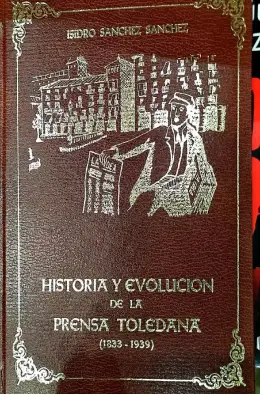 ISIDRO SANCHEZ SANCHEZ
HISTORIA Y EVOLUCION
DE LA
PRENSA TOLEDANA
(1833-1939)